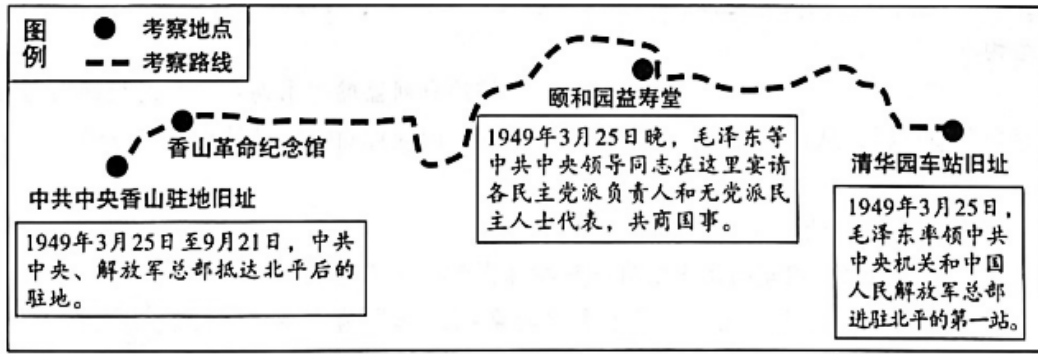 图例
考察地点
考察路线
颐和园益寿堂
香山革命纪念馆
清华园车站旧址
中共中央香山驻地旧址
1949年3月25日至9月21日，中共
中央、解放军总部抵达北平后的
驻地。
1949年3月25日晚，毛泽东等
中共中央领导同志在这里宴请
各民主党派负责人和无党派民
主人士代表，共商国事。
1949年3月25日，
毛泽东率领中共
中央机关和中国
人民解放军总部
进驻北平的第一站。